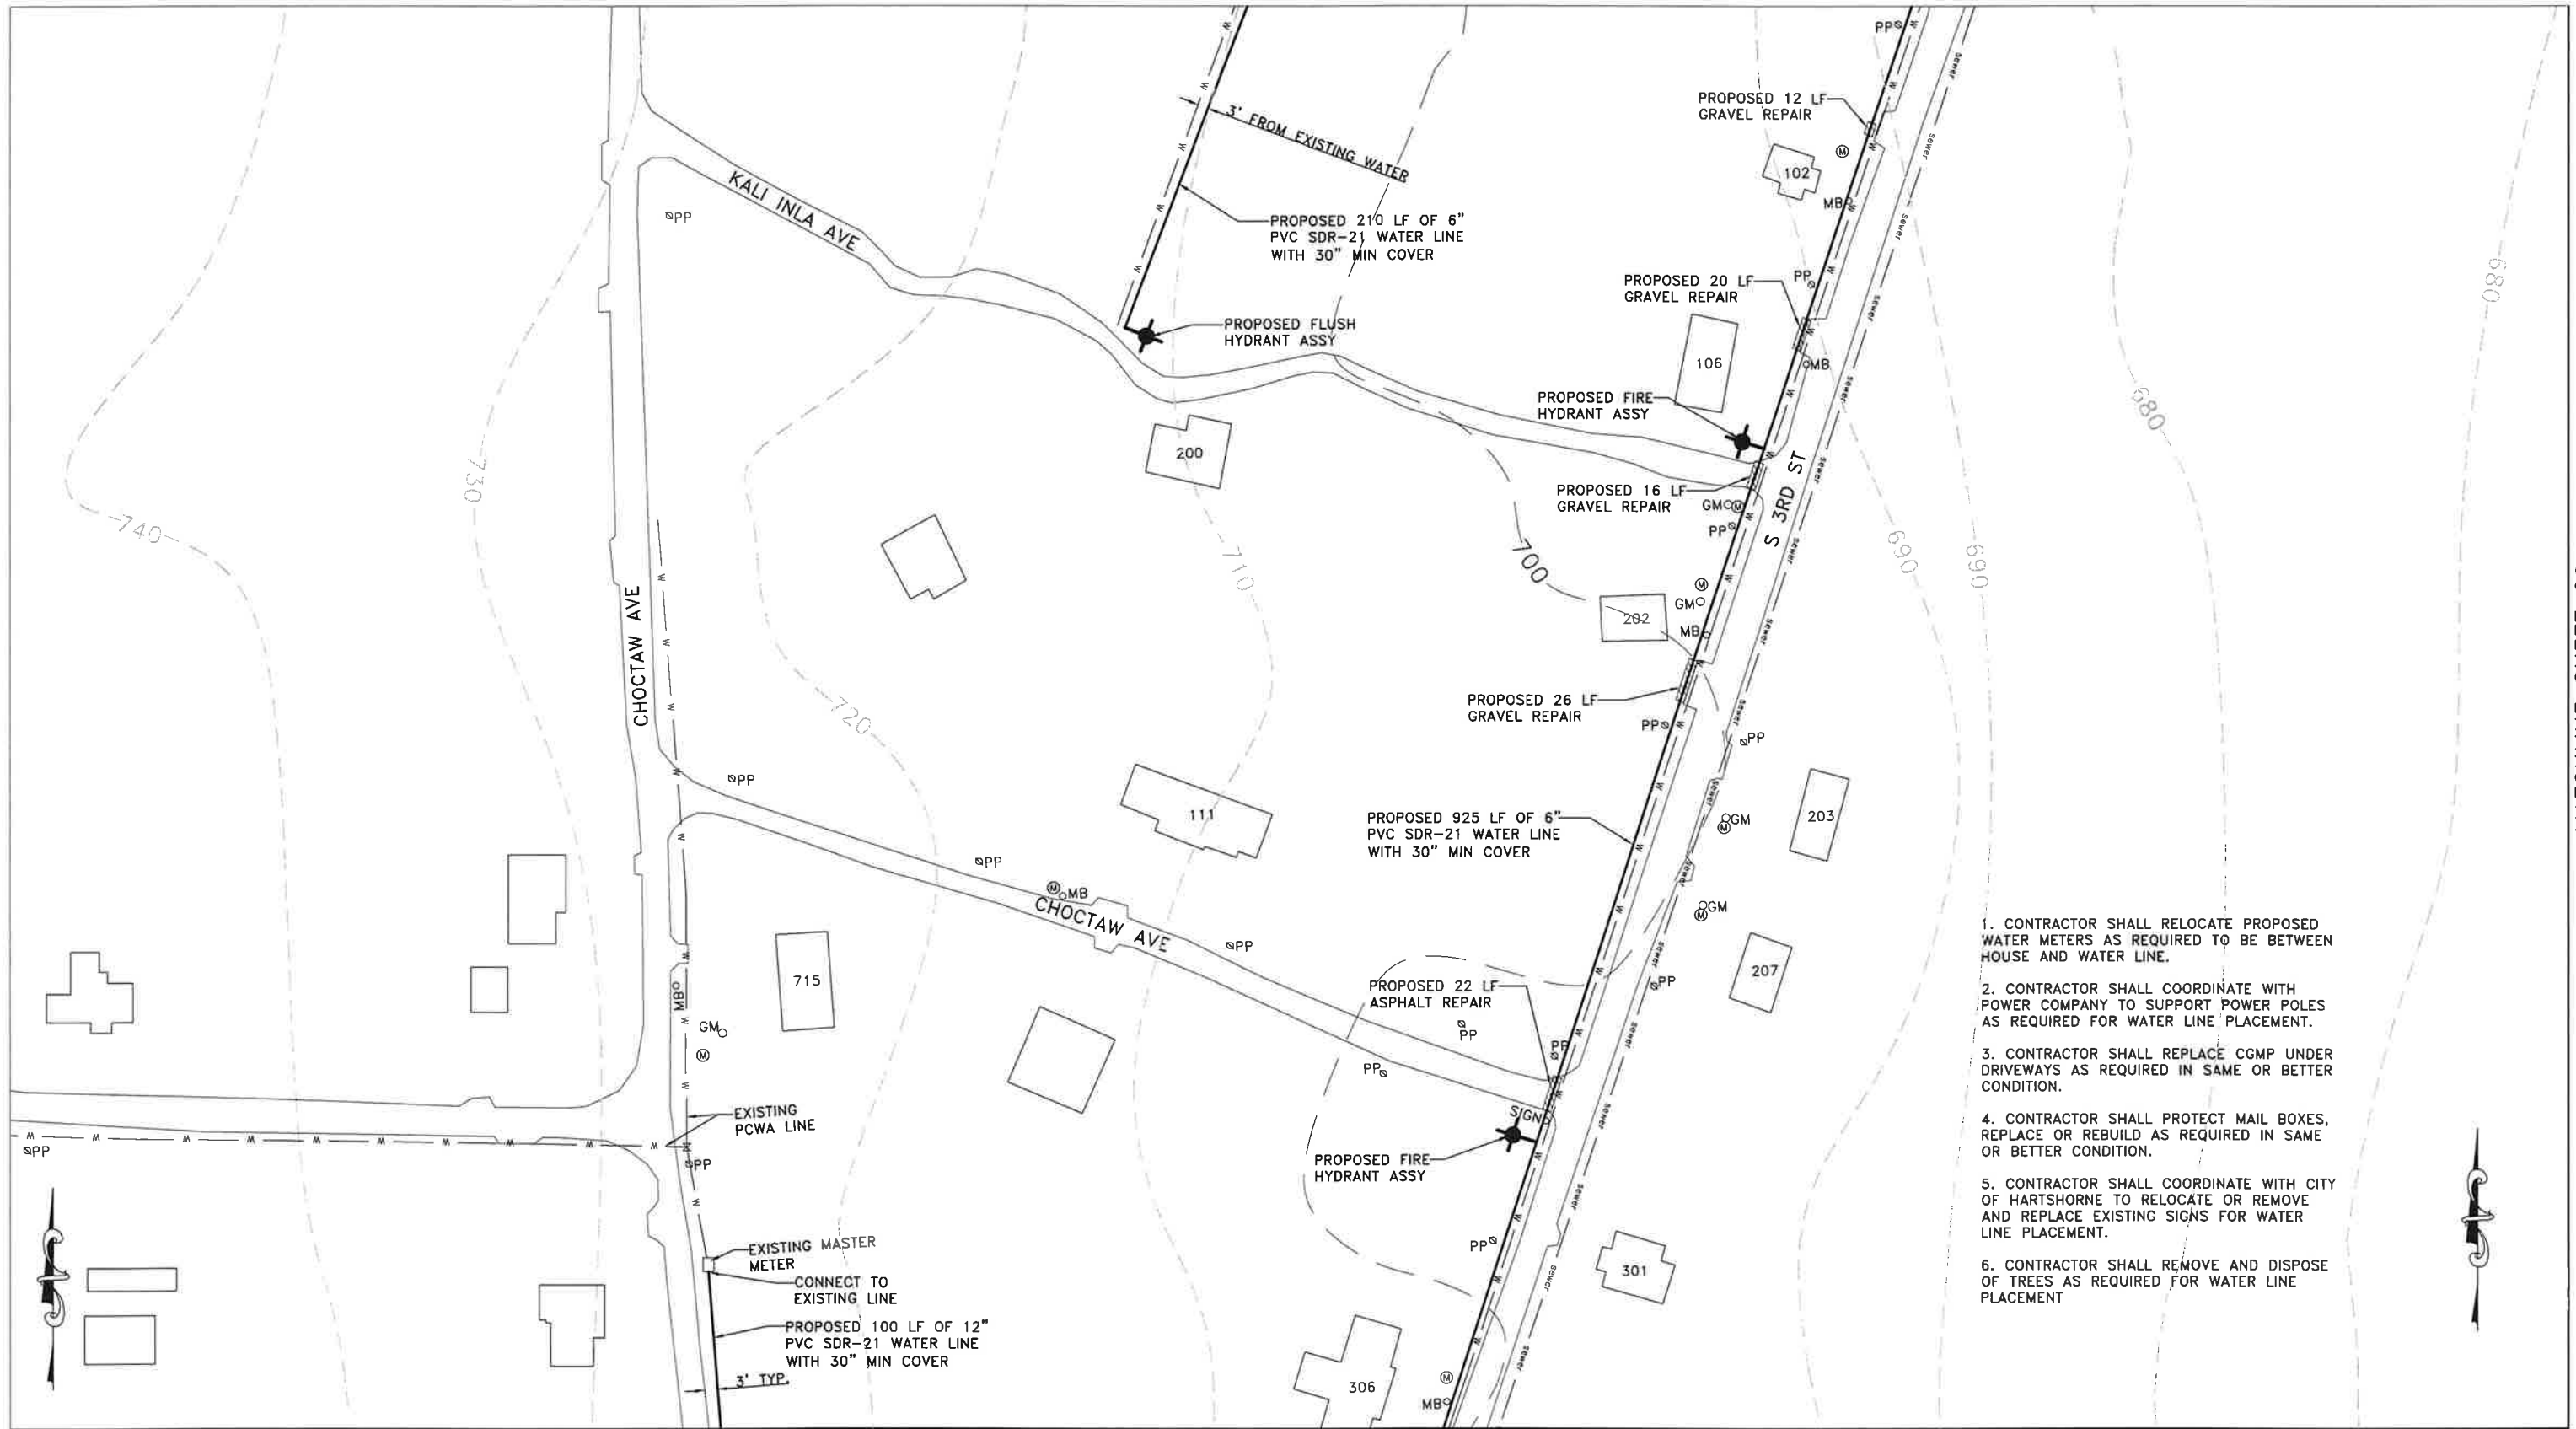 PP
PROPOSED 12 LF
GRAVEL REPAIR
M
102
MB
3' FROM EXISTING WATER
KALI INLA AVE
PP
PROPOSED 210 LF OF 6"
PVC SDR-21 WATER LINE
WITH 30" MIN COVER
PROPOSED 20 LF
GRAVEL REPAIR
PP
680
PROPOSED FLUSH
HYDRANT ASSY
106
MB
680
PROPOSED FIRE
HYDRANT ASSY
200
730
740
PROPOSED 16 LF
GRAVEL REPAIR
GM
M
PP
S 3RD ST
700
710
690
690
M
GM
202
MB
CHOCTAW AVE
720
PROPOSED 26 LF
GRAVEL REPAIR
PP
PP
PP
111
PROPOSED 925 LF OF 6"
PVC SDR-21 WATER LINE
WITH 30" MIN COVER
GM
M
203
PP
M
MB
CHOCTAW AVE
GM
M
PP
715
MB
GM
M
PROPOSED 22 LF
ASPHALT REPAIR
PP
PP
207
PP
PP
SIGN
1. CONTRACTOR SHALL RELOCATE PROPOSED
WATER METERS AS REQUIRED TO BE BETWEEN
HOUSE AND WATER LINE.
2. CONTRACTOR SHALL COORDINATE WITH
POWER COMPANY TO SUPPORT POWER POLES
AS REQUIRED FOR WATER LINE PLACEMENT.
3. CONTRACTOR SHALL REPLACE CGMP UNDER
DRIVEWAYS AS REQUIRED IN SAME OR BETTER
CONDITION.
4. CONTRACTOR SHALL PROTECT MAIL BOXES,
REPLACE OR REBUILD AS REQUIRED IN SAME
OR BETTER CONDITION.
5. CONTRACTOR SHALL COORDINATE WITH CITY
OF HARTSHORNE TO RELOCATE OR REMOVE
AND REPLACE EXISTING SIGNS FOR WATER
LINE PLACEMENT.
6. CONTRACTOR SHALL REMOVE AND DISPOSE
OF TREES AS REQUIRED FOR WATER LINE
PLACEMENT
EXISTING
PCWA LINE
PP
PP
PROPOSED FIRE
HYDRANT ASSY
EXISTING MASTER
METER
CONNECT TO
EXISTING LINE
PROPOSED 100 LF OF 12"
PVC SDR-21 WATER LINE
WITH 30" MIN COVER
3' TYP.
PP
301
306
M
MB
W
sewer